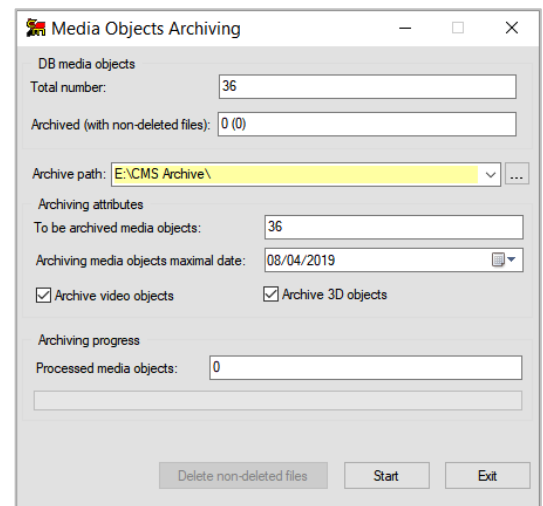 Media Objects Archiving
DB media objects
Total number: 36
Archived (with non-deleted files): 0 (0)
Archive path: E:\CMS Archive\ ...
Archiving attributes
To be archived media objects: 36
Archiving media objects maximal date: 08/04/2019
Archive video objects Archive 3D objects
Archiving progress
Processed media objects: 0
Delete non-deleted files Start Exit